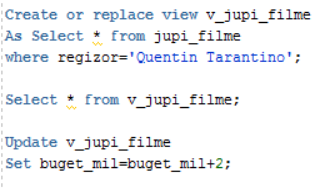 Create or replace view v_jupi_filme
As Select * from jupi_filme
where regizor='Quentin Tarantino';
Select * from v_jupi_filme;
Update v_jupi_filme
Set buget_mil=buget_mil+2;